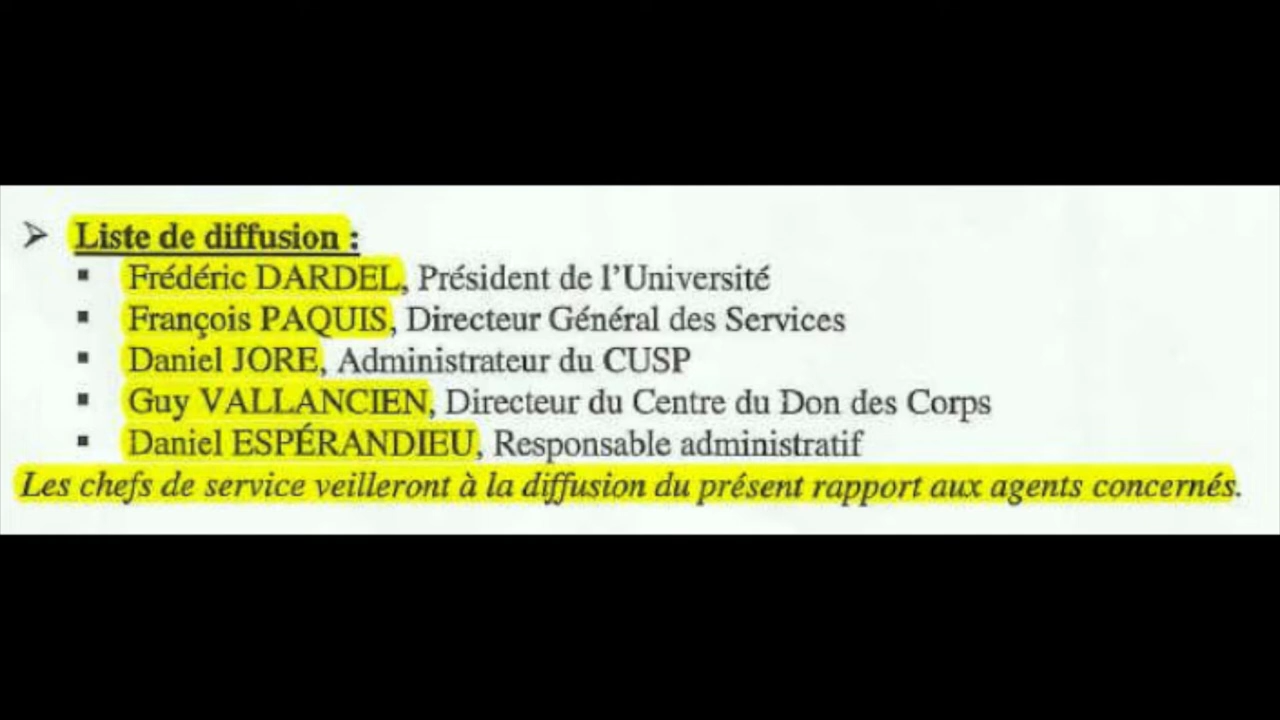 ➢ Liste de diffusion :
▪ Frédéric DARDEL, Président de l'Université
▪ François PAQUIS, Directeur Général des Services
▪ Daniel JORE, Administrateur du CUSP
▪ Guy VALLANCIEN, Directeur du Centre du Don des Corps
▪ Daniel ESPÉRANDIEU, Responsable administratif
Les chefs de service veilleront à la diffusion du présent rapport aux agents concernés.